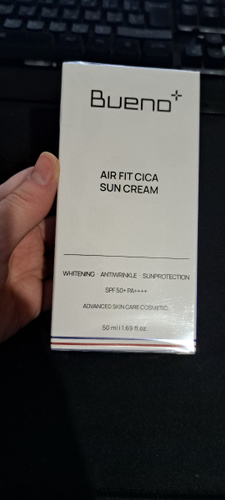 Bueno+
AIR FIT CICA
SUN CREAM
WHITENING · ANTIWRINKLE · SUNPROTECTION
SPF 50+ PA++++
ADVANCED SKIN CARE COSMETIC
50 ml | 1.69 fl oz.